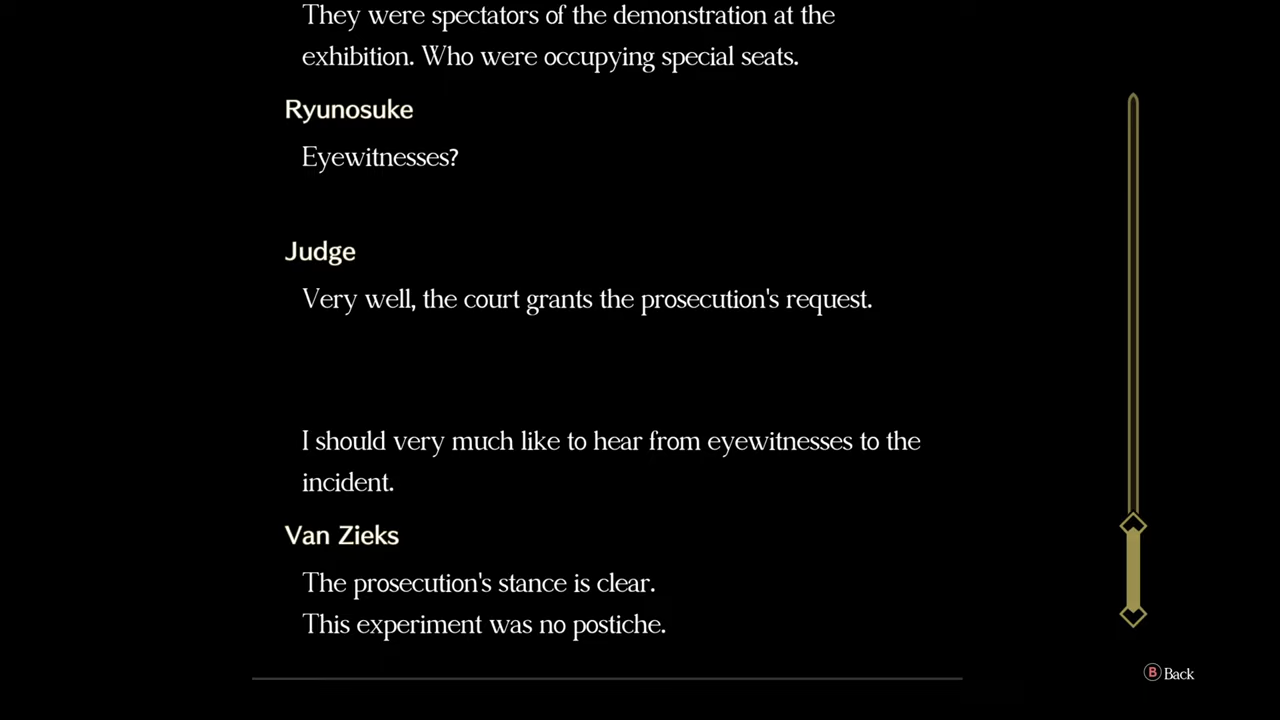 They were spectators of the demonstration at the
exhibition. Who were occupying special seats.
Ryunosuke
Eyewitnesses?
Judge
Very well, the court grants the prosecution's request.
I should very much like to hear from eyewitnesses to the
incident.
Van Zieks
The prosecution's stance is clear.
This experiment was no postiche.
B Back